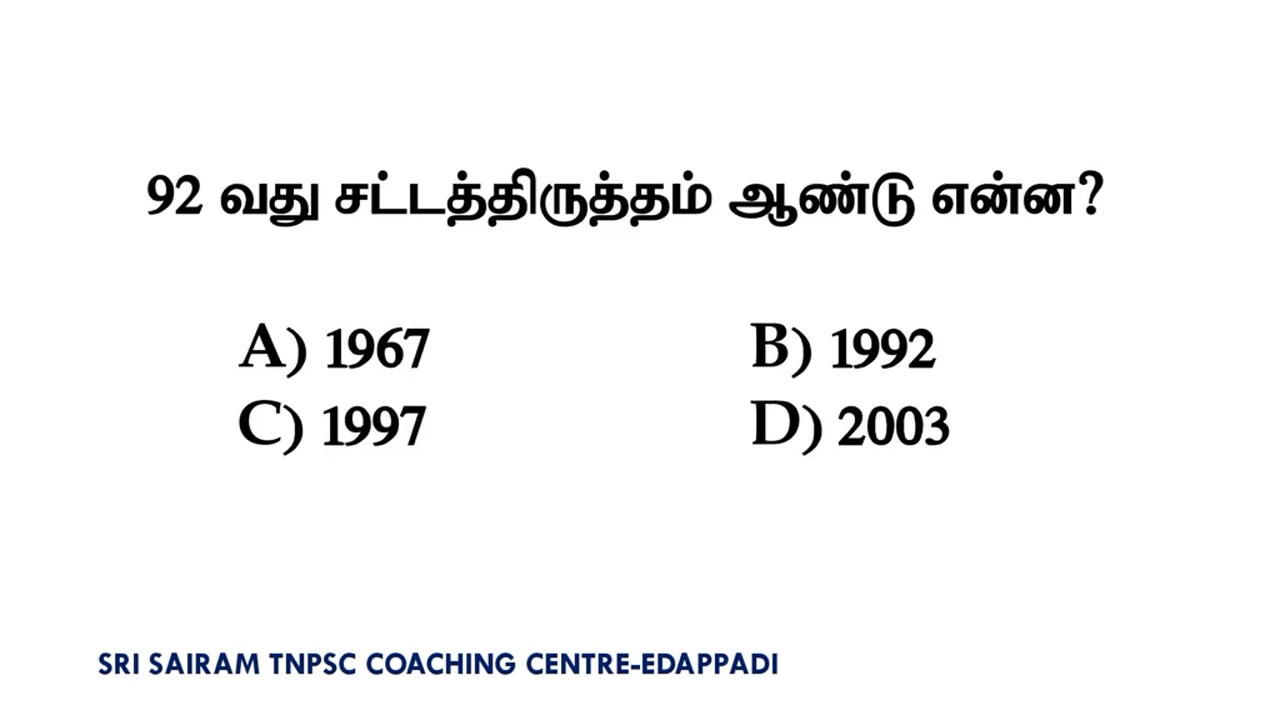 92 வது சட்டத்திருத்தம் ஆண்டு என்ன?
A) 1967 B) 1992
C) 1997 D) 2003
SRI SAIRAM TNPSC COACHING CENTRE-EDAPPADI